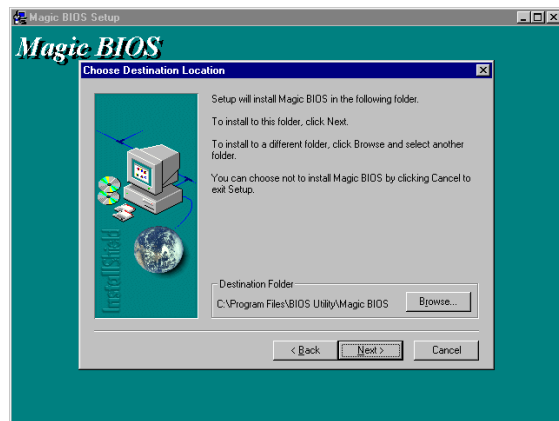 Magic BIOS Setup
Magic BIOS
Choose Destination Location
Setup will install Magic BIOS in the following folder.
To install to this folder, click Next.
To install to a different folder, click Browse and select another
folder.
You can choose not to install Magic BIOS by clicking Cancel to
exit Setup.
InstallShield
Destination Folder
C:\Program Files\BIOS Utility\Magic BIOS
Browse...
< Back
Next >
Cancel